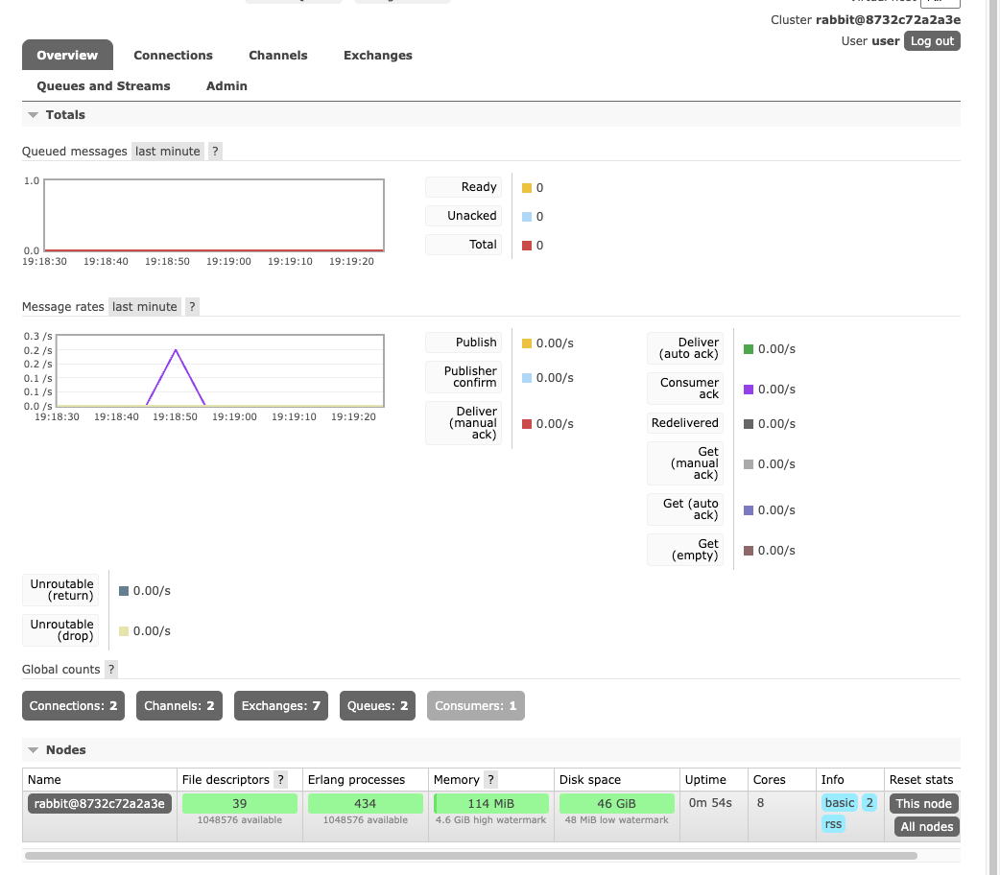 Cluster rabbit@8732c72a2a3e
User user Log out
Overview Connections Channels Exchanges
Queues and Streams Admin
Totals
Queued messages last minute ?
1.0
0.0
19:18:30 19:18:40 19:18:50 19:19:00 19:19:10 19:19:20
Ready 0
Unacked 0
Total 0
Message rates last minute ?
0.3 /s
0.2 /s
0.2 /s
0.1 /s
0.1 /s
0.0 /s
19:18:30 19:18:40 19:18:50 19:19:00 19:19:10 19:19:20
Publish 0.00/s
Publisher
confirm 0.00/s
Deliver
(manual 0.00/s
ack)
Deliver
(auto ack) 0.00/s
Consumer
ack 0.00/s
Redelivered 0.00/s
Get
(manual 0.00/s
ack)
Get (auto
ack) 0.00/s
Get
(empty) 0.00/s
Unroutable
(return) 0.00/s
Unroutable
(drop) 0.00/s
Global counts ?
Connections: 2 Channels: 2 Exchanges: 7 Queues: 2 Consumers: 1
Nodes
Name File descriptors ? Erlang processes Memory ? Disk space Uptime Cores Info Reset stats
rabbit@8732c72a2a3e 39 434 114 MiB 46 GiB 0m 54s 8 basic 2 This node
1048576 available 1048576 available 4.6 GiB high watermark 48 MiB low watermark rss All nodes